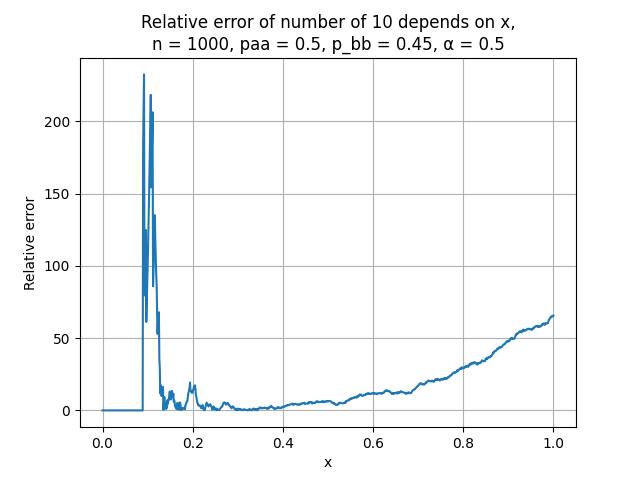 Relative error of number of 10 depends on x,
n = 1000, paa = 0.5, p_bb = 0.45, α = 0.5
Relative error
200
150
100
50
0
0.0 0.2 0.4 0.6 0.8 1.0
x